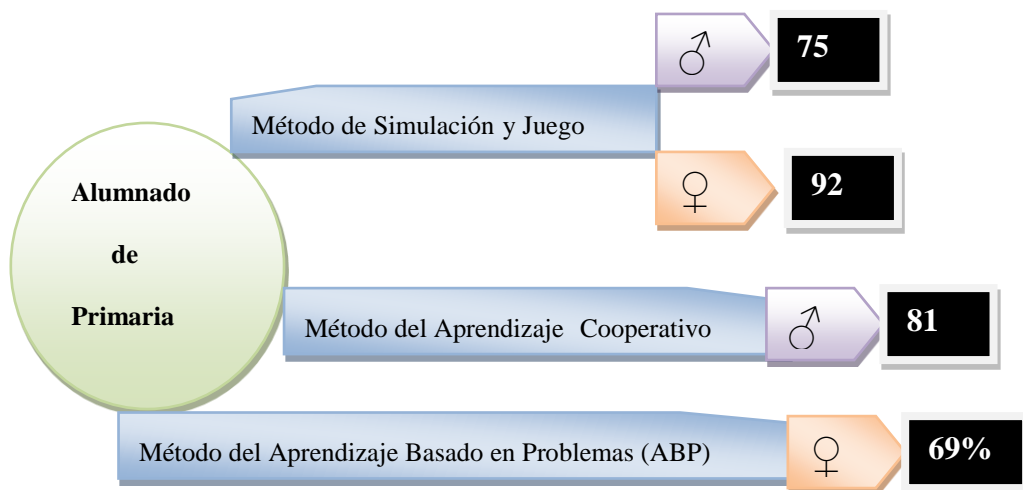 ♂
75
Método de Simulación y Juego
♀
92
Alumnado
de
Primaria
Método del Aprendizaje Cooperativo
♂
81
Método del Aprendizaje Basado en Problemas (ABP)
♀
69%